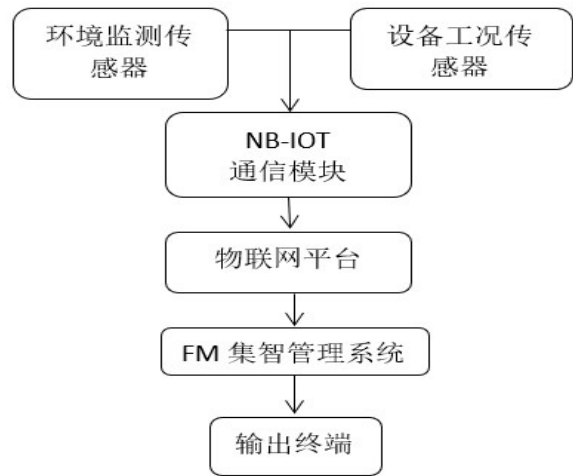 环境监测传
感器
设备工况传
感器
NB-IOT
通信模块
物联网平台
FM 集智管理系统
输出终端